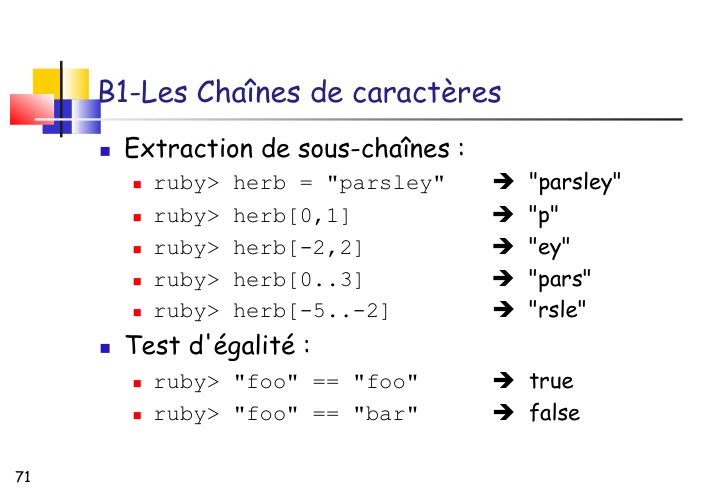 B1-Les Chaînes de caractères
Extraction de sous-chaînes :
ruby> herb = "parsley" ➔ "parsley"
ruby> herb[0,1] ➔ "p"
ruby> herb[-2,2] ➔ "ey"
ruby> herb[0..3] ➔ "pars"
ruby> herb[-5..-2] ➔ "rsle"
Test d'égalité :
ruby> "foo" == "foo" ➔ true
ruby> "foo" == "bar" ➔ false
71